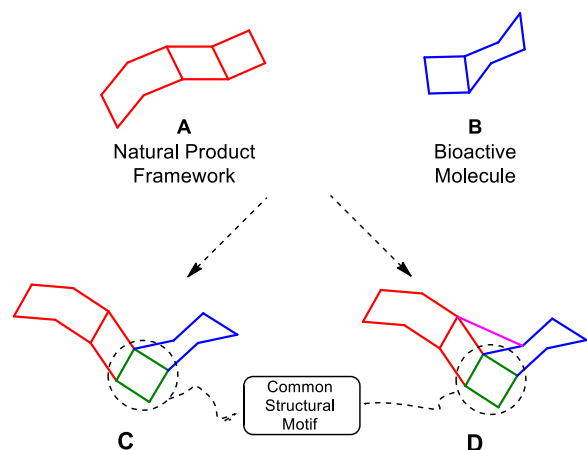 A
Natural Product
Framework
B
Bioactive
Molecule
Common
Structural
Motif
C
D